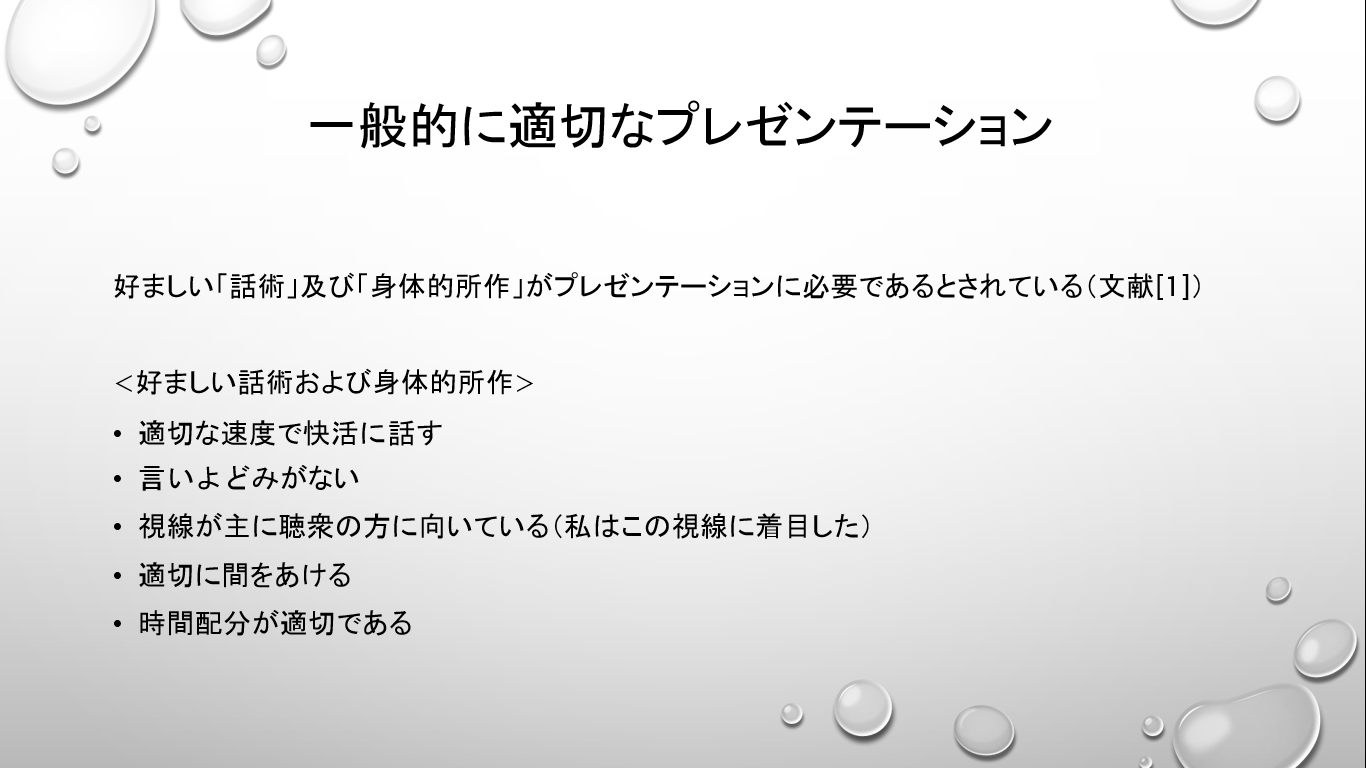 一般的に適切なプレゼンテーション
好ましい「話術」及び「身体的所作」がプレゼンテーションに必要であるとされている（文献[1]）
＜好ましい話術および身体的所作＞
• 適切な速度で快活に話す
• 言いよどみがない
• 視線が主に聴衆の方に向いている（私はこの視線に着目した）
• 適切に間をあける
• 時間配分が適切である